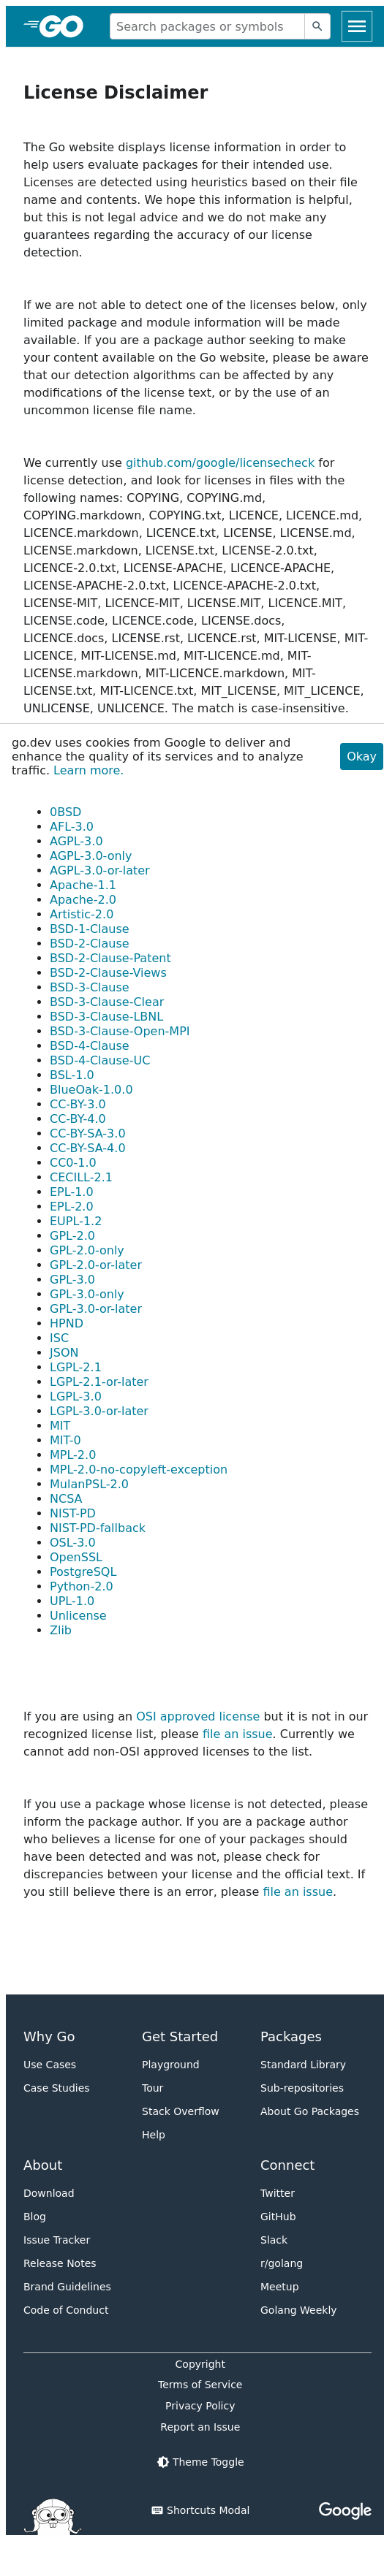 GO
Search packages or symbols
License Disclaimer
The Go website displays license information in order to
help users evaluate packages for their intended use.
Licenses are detected using heuristics based on their file
name and contents. We hope this information is helpful,
but this is not legal advice and we do not make any
guarantees regarding the accuracy of our license
detection.
If we are not able to detect one of the licenses below, only
limited package and module information will be made
available. If you are a package author seeking to make
your content available on the Go website, please be aware
that our detection algorithms can be affected by any
modifications of the license text, or by the use of an
uncommon license file name.
We currently use github.com/google/licensecheck for
license detection, and look for licenses in files with the
following names: COPYING, COPYING.md,
COPYING.markdown, COPYING.txt, LICENCE, LICENCE.md,
LICENCE.markdown, LICENCE.txt, LICENSE, LICENSE.md,
LICENSE.markdown, LICENSE.txt, LICENSE-2.0.txt,
LICENCE-2.0.txt, LICENSE-APACHE, LICENCE-APACHE,
LICENSE-APACHE-2.0.txt, LICENCE-APACHE-2.0.txt,
LICENSE-MIT, LICENCE-MIT, LICENSE.MIT, LICENCE.MIT,
LICENSE.code, LICENCE.code, LICENSE.docs,
LICENCE.docs, LICENSE.rst, LICENCE.rst, MIT-LICENSE, MIT-
LICENCE, MIT-LICENSE.md, MIT-LICENCE.md, MIT-
LICENSE.markdown, MIT-LICENCE.markdown, MIT-
LICENSE.txt, MIT-LICENCE.txt, MIT_LICENSE, MIT_LICENCE,
UNLICENSE, UNLICENCE. The match is case-insensitive.
go.dev uses cookies from Google to deliver and
enhance the quality of its services and to analyze
traffic. Learn more.
Okay
0BSD
AFL-3.0
AGPL-3.0
AGPL-3.0-only
AGPL-3.0-or-later
Apache-1.1
Apache-2.0
Artistic-2.0
BSD-1-Clause
BSD-2-Clause
BSD-2-Clause-Patent
BSD-2-Clause-Views
BSD-3-Clause
BSD-3-Clause-Clear
BSD-3-Clause-LBNL
BSD-3-Clause-Open-MPI
BSD-4-Clause
BSD-4-Clause-UC
BSL-1.0
BlueOak-1.0.0
CC-BY-3.0
CC-BY-4.0
CC-BY-SA-3.0
CC-BY-SA-4.0
CC0-1.0
CECILL-2.1
EPL-1.0
EPL-2.0
EUPL-1.2
GPL-2.0
GPL-2.0-only
GPL-2.0-or-later
GPL-3.0
GPL-3.0-only
GPL-3.0-or-later
HPND
ISC
JSON
LGPL-2.1
LGPL-2.1-or-later
LGPL-3.0
LGPL-3.0-or-later
MIT
MIT-0
MPL-2.0
MPL-2.0-no-copyleft-exception
MulanPSL-2.0
NCSA
NIST-PD
NIST-PD-fallback
OSL-3.0
OpenSSL
PostgreSQL
Python-2.0
UPL-1.0
Unlicense
Zlib
If you are using an OSI approved license but it is not in our
recognized license list, please file an issue. Currently we
cannot add non-OSI approved licenses to the list.
If you use a package whose license is not detected, please
inform the package author. If you are a package author
who believes a license for one of your packages should
have been detected and was not, please check for
discrepancies between your license and the official text. If
you still believe there is an error, please file an issue.
Why Go
Use Cases
Case Studies
Get Started
Playground
Tour
Stack Overflow
Help
Packages
Standard Library
Sub-repositories
About Go Packages
About
Download
Blog
Issue Tracker
Release Notes
Brand Guidelines
Code of Conduct
Connect
Twitter
GitHub
Slack
r/golang
Meetup
Golang Weekly
Copyright
Terms of Service
Privacy Policy
Report an Issue
Theme Toggle
Shortcuts Modal
Google